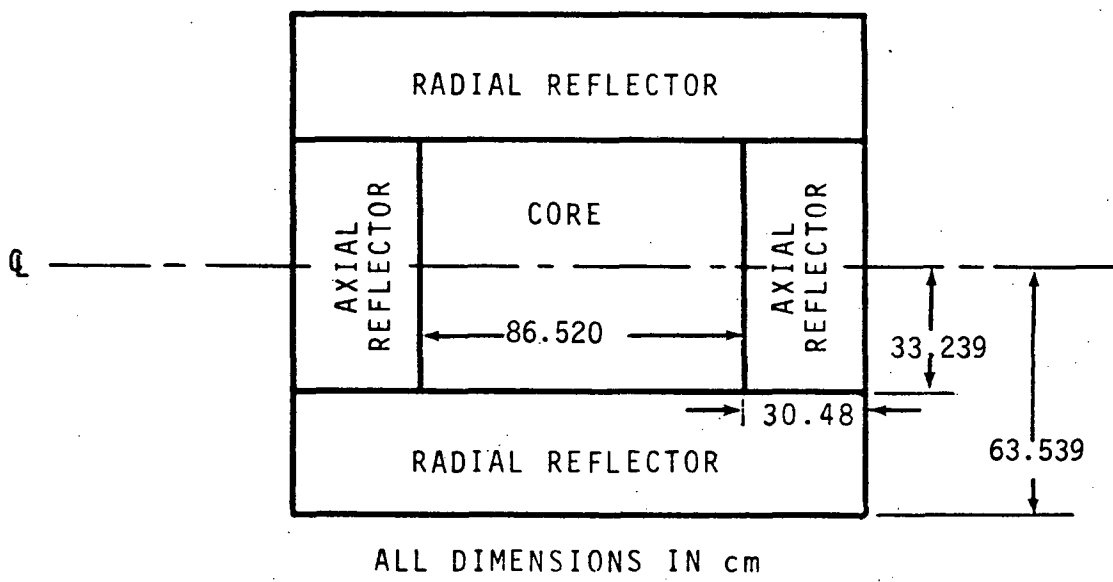 RADIAL REFLECTOR
CORE
AXIAL
REFLECTOR
AXIAL
REFLECTOR
℄
86.520
33.239
30.48
63.539
RADIAL REFLECTOR
ALL DIMENSIONS IN cm